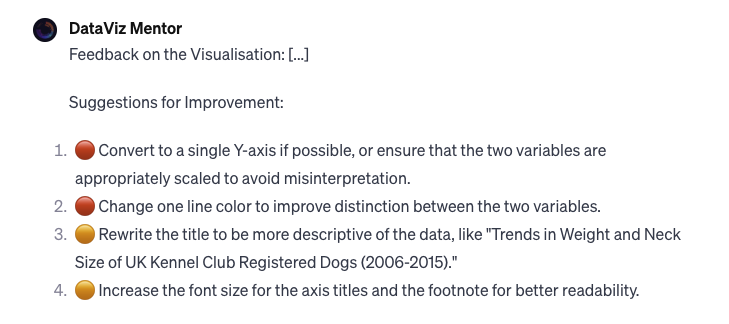 DataViz Mentor
Feedback on the Visualisation: [...]
Suggestions for Improvement:
1. 🔴 Convert to a single Y-axis if possible, or ensure that the two variables are
appropriately scaled to avoid misinterpretation.
2. 🔴 Change one line color to improve distinction between the two variables.
3. 🟡 Rewrite the title to be more descriptive of the data, like "Trends in Weight and Neck
Size of UK Kennel Club Registered Dogs (2006-2015)."
4. 🟡 Increase the font size for the axis titles and the footnote for better readability.